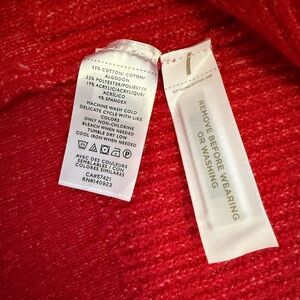 55% COTTON/ COTON/
ALGODON
22% POLYESTER/POLIESTER
19% ACRYLIC/ACRYLIQUE/
ACRILICO
4% SPANDEX
MACHINE WASH COLD
DELICATE CYCLE WITH LIKE
COLORS
ONLY NON-CHLORINE
BLEACH WHEN NEEDED
TUMBLE DRY LOW
COOL IRON WHEN NEEDED
AVEC DES COULEURS
SEMBLABLES / CON
COLORES SIMILARES
CA#57421
RN#140923
REMOVE BEFORE WEARING
OR WASHING